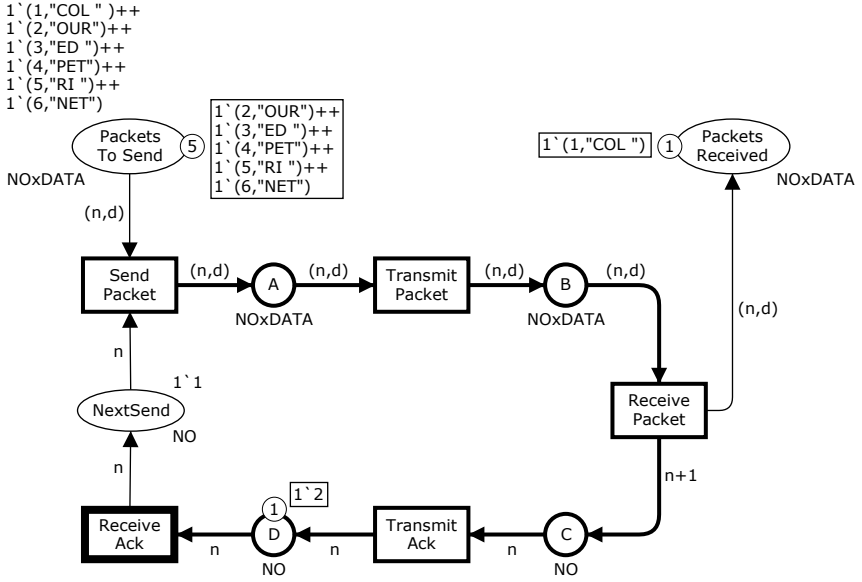 1`(1,"COL " )++
1`(2,"OUR")++
1`(3,"ED ")++
1`(4,"PET")++
1`(5,"RI ")++
1`(6,"NET")
Packets
To Send
5
1`(2,"OUR")++
1`(3,"ED ")++
1`(4,"PET")++
1`(5,"RI ")++
1`(6,"NET")
NOxDATA
1`(1,"COL ")
1
Packets
Received
NOxDATA
(n,d)
Send
Packet
(n,d)
A
NOxDATA
(n,d)
Transmit
Packet
(n,d)
B
NOxDATA
(n,d)
(n,d)
n
1`1
NextSend
NO
Receive
Packet
n
n+1
Receive
Ack
n
1`2
1
D
NO
n
Transmit
Ack
n
C
NO